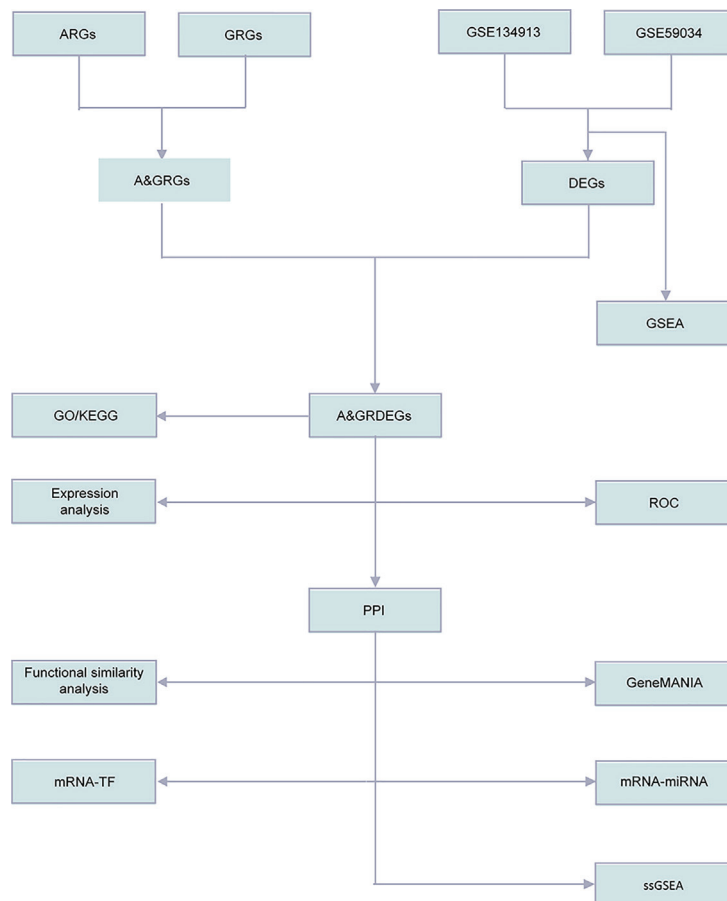 ARGs
GRGs
GSE134913
GSE59034
A&GRGs
DEGs
GSEA
GO/KEGG
A&GRDEGs
Expression
analysis
ROC
PPI
Functional similarity
analysis
GeneMANIA
mRNA-TF
mRNA-miRNA
ssGSEA